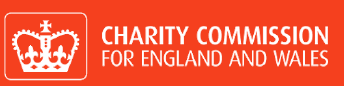 CHARITY COMMISSION
FOR ENGLAND AND WALES